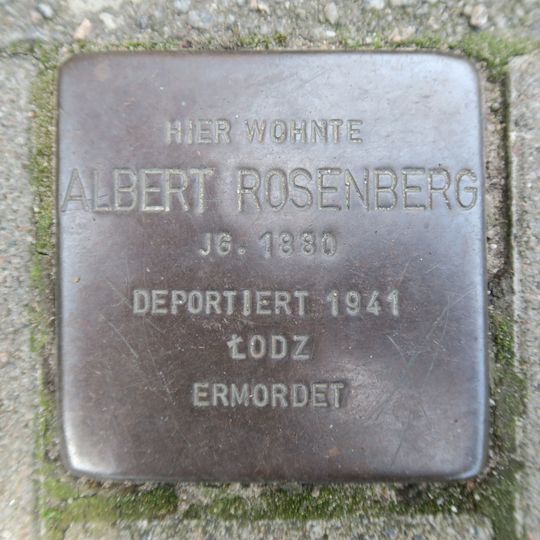 HIER WOHNTE
ALBERT ROSENBERG
JG. 1880
DEPORTIERT 1941
ŁODZ
ERMORDET